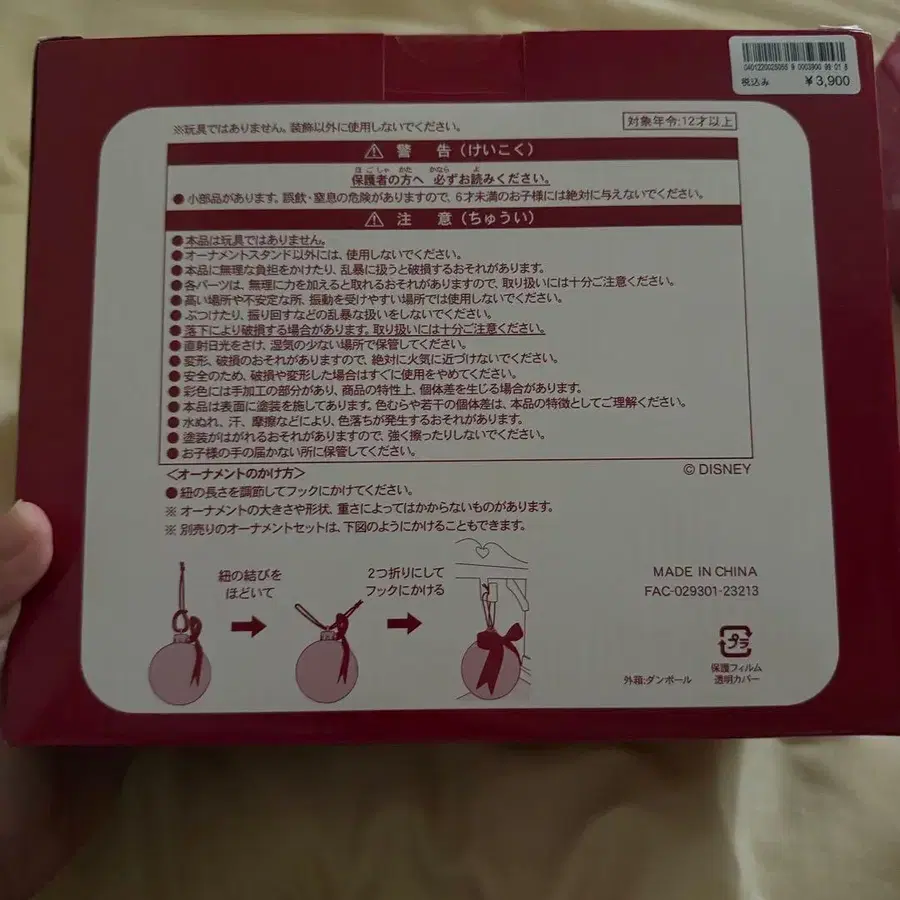 0401220025055 9 0003900 98 01 8
税込み ¥3,900
※玩具ではありません。装飾以外に使用しないでください。
対象年令:12才以上
⚠ 警 告(けいこく)
保護者の方へ 必ずお読みください。
●小部品があります。誤飲・窒息の危険がありますので、6才未満のお子様には絶対に与えないでください。
⚠ 注 意(ちゅうい)
●本品は玩具ではありません。
●オーナメントスタンド以外には、使用しないでください。
●本品に無理な負担をかけたり、乱暴に扱うと破損するおそれがあります。
●各パーツは、無理に力を加えると取れるおそれがありますので、取り扱いには十分ご注意ください。
●高い場所や不安定な所、振動を受けやすい場所では使用しないでください。
●ぶつけたり、振り回すなどの乱暴な扱いをしないでください。
●落下により破損する場合があります。取り扱いには十分ご注意ください。
●直射日光をさけ、湿気の少ない場所で保管してください。
●変形、破損のおそれがありますので、絶対に火気に近づけないでください。
●安全のため、破損や変形した場合はすぐに使用をやめてください。
●彩色には手加工の部分があり、商品の特性上、個体差を生じる場合があります。
●本品は表面に塗装を施してあります。色むらや若干の個体差は、本品の特徴としてご理解ください。
●水ぬれ、汗、摩擦などにより、色落ちが発生するおそれがあります。
●塗装がはがれるおそれがありますので、強く擦ったりしないでください。
●お子様の手の届かない所に保管してください。
© DISNEY
<オーナメントのかけ方>
●紐の長さを調節してフックにかけてください。
※ オーナメントの大きさや形状、重さによってはかからないものがあります。
※ 別売りのオーナメントセットは、下図のようにかけることもできます。
紐の結びを
ほどいて
2つ折りにして
フックにかける
MADE IN CHINA
FAC-029301-23213
プラ
外箱:ダンボール
保護フィルム
透明カバー